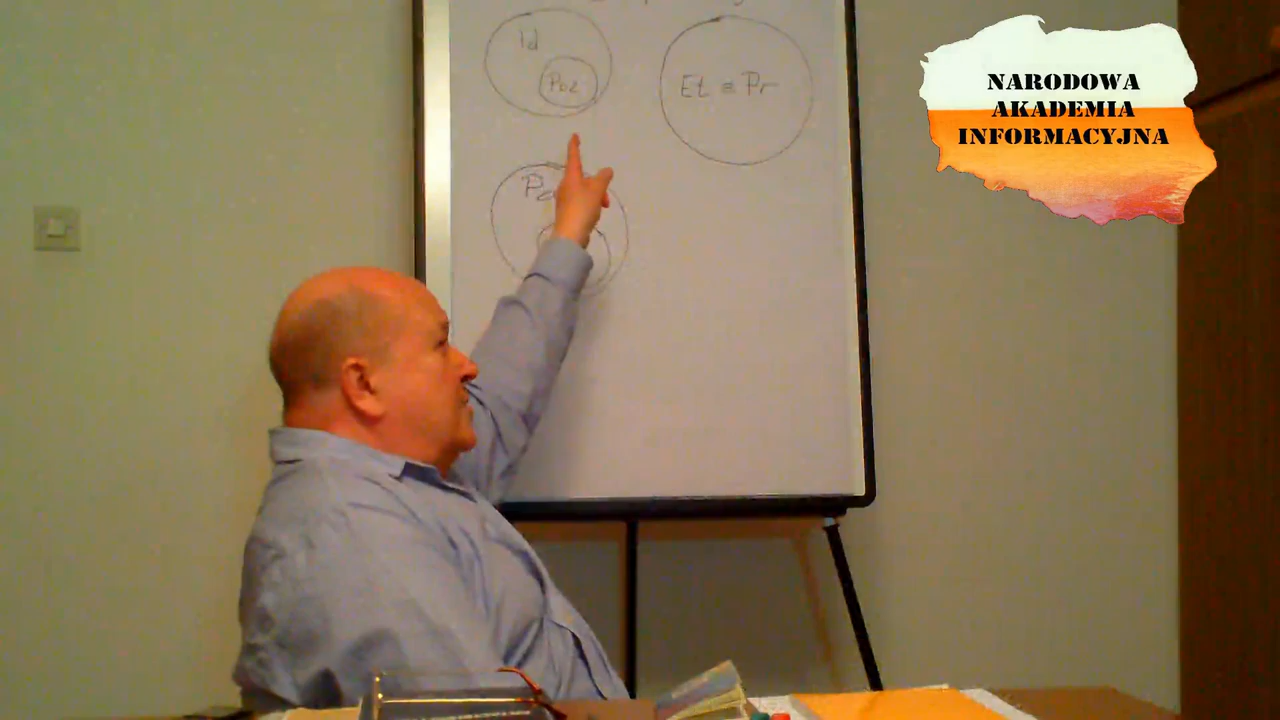 Id
Poz
Et ≡ Pr
NARODOWA
AKADEMIA
INFORMACYJNA